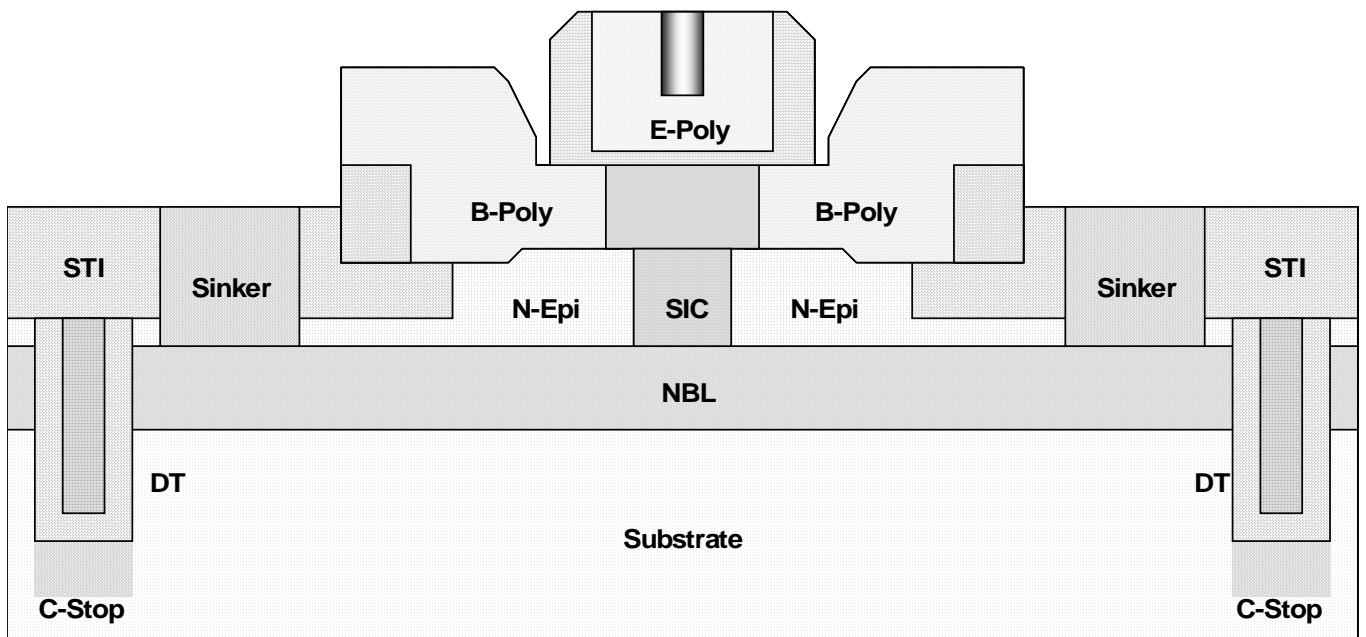 E-Poly
B-Poly
B-Poly
STI
Sinker
N-Epi
SIC
N-Epi
Sinker
STI
NBL
DT
DT
Substrate
C-Stop
C-Stop